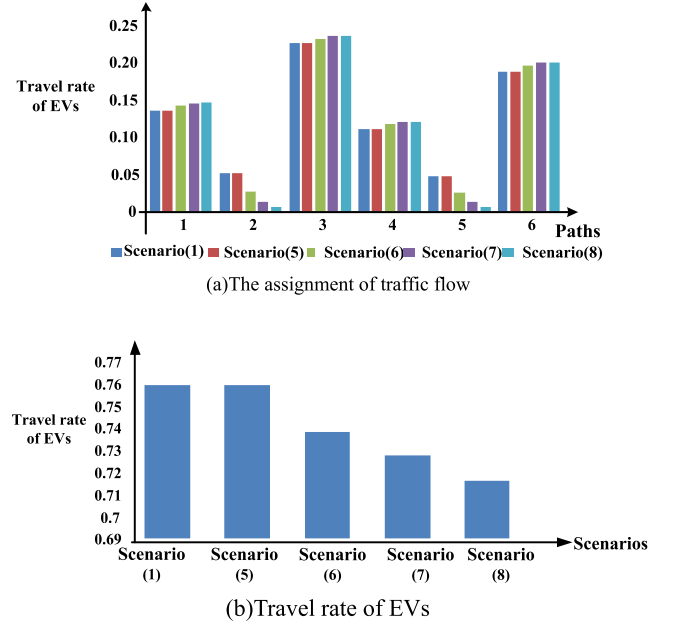 0.25
Travel rate
of EVs
0.20
0.15
0.10
0.05
0
1 2 3 4 5 6
Paths
Scenario(1) Scenario(5) Scenario(6) Scenario(7) Scenario(8)
(a)The assignment of traffic flow
0.77
0.76
0.75
Travel rate
of EVs
0.74
0.73
0.72
0.71
0.7
0.69
Scenarios
Scenario Scenario Scenario Scenario Scenario
(1) (5) (6) (7) (8)
(b)Travel rate of EVs